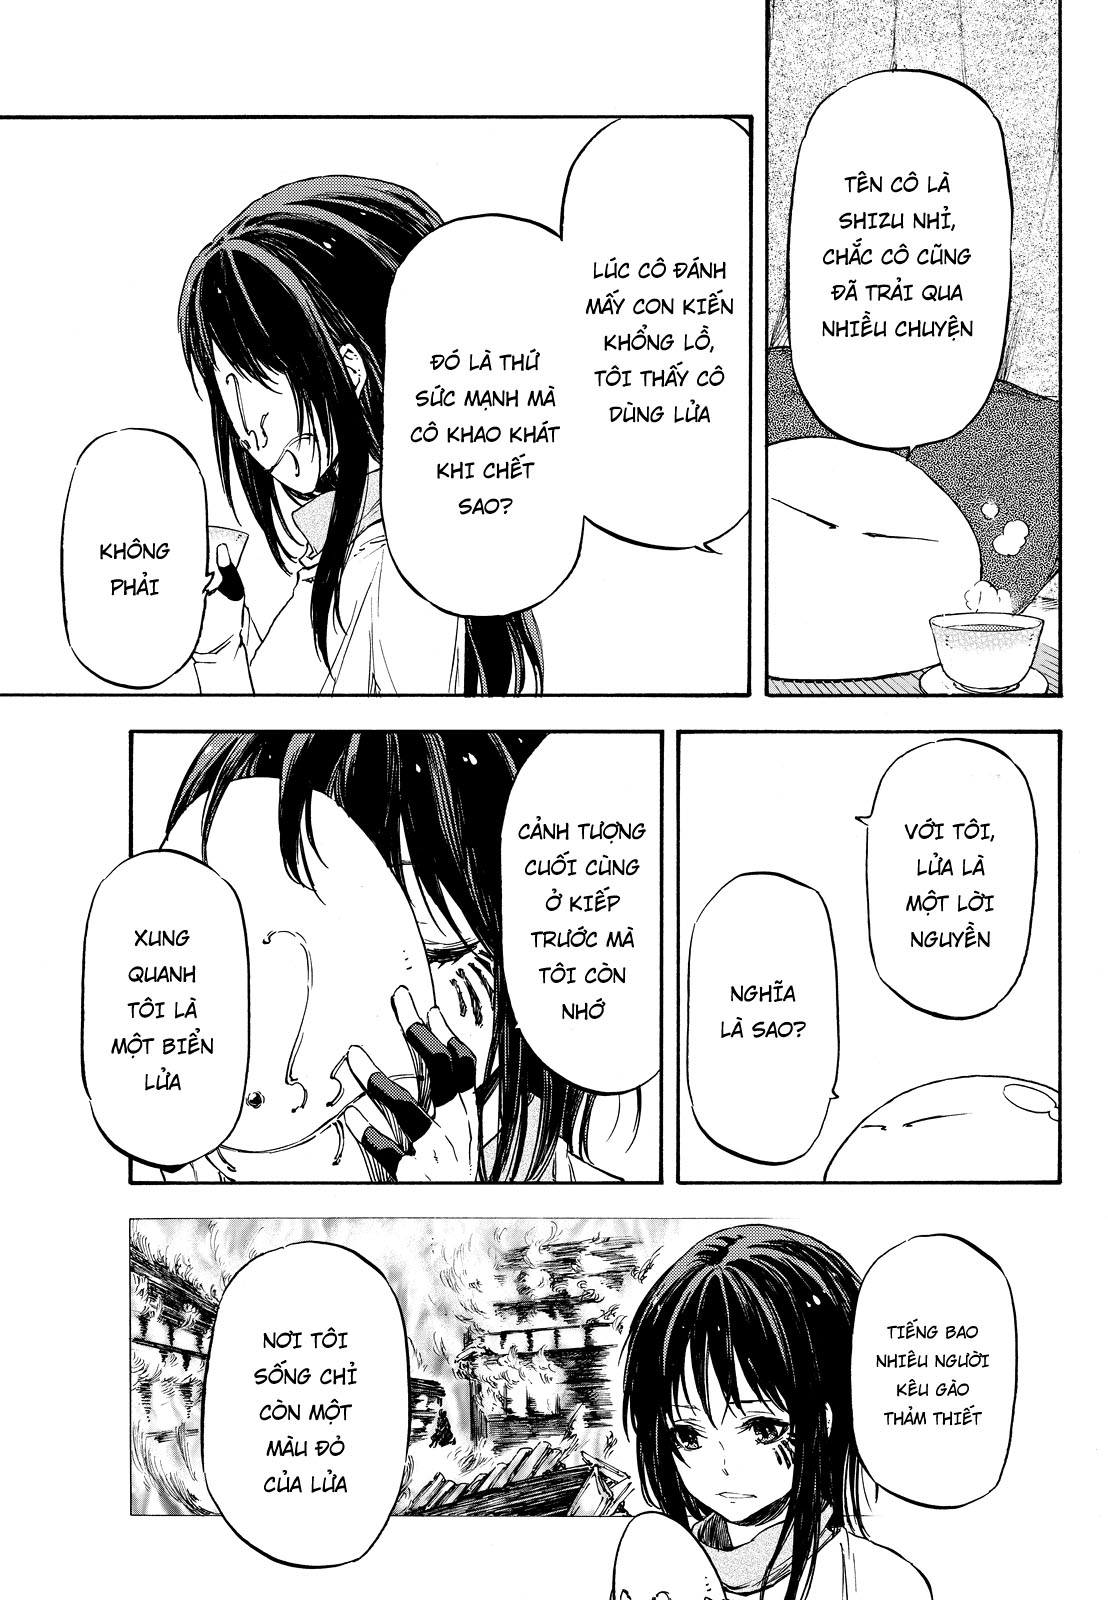 TÊN CÔ LÀ
SHIZU NHỈ,
CHẮC CÔ CŨNG
ĐÃ TRẢI QUA
NHIỀU CHUYỆN
LÚC CÔ ĐÁNH
MẤY CON KIẾN
KHỔNG LỒ,
TÔI THẤY CÔ
DÙNG LỬA
ĐÓ LÀ THỨ
SỨC MẠNH MÀ
CÔ KHAO KHÁT
KHI CHẾT
SAO?
KHÔNG
PHẢI
VỚI TÔI,
LỬA LÀ
MỘT LỜI
NGUYỀN
NGHĨA
LÀ SAO?
CẢNH TƯỢNG
CUỐI CÙNG
Ở KIẾP
TRƯỚC MÀ
TÔI CÒN
NHỚ
XUNG
QUANH
TÔI LÀ
MỘT BIỂN
LỬA
TIẾNG BAO
NHIÊU NGƯỜI
KÊU GÀO
THẢM THIẾT
NƠI TÔI
SỐNG CHỈ
CÒN MỘT
MÀU ĐỎ
CỦA LỬA